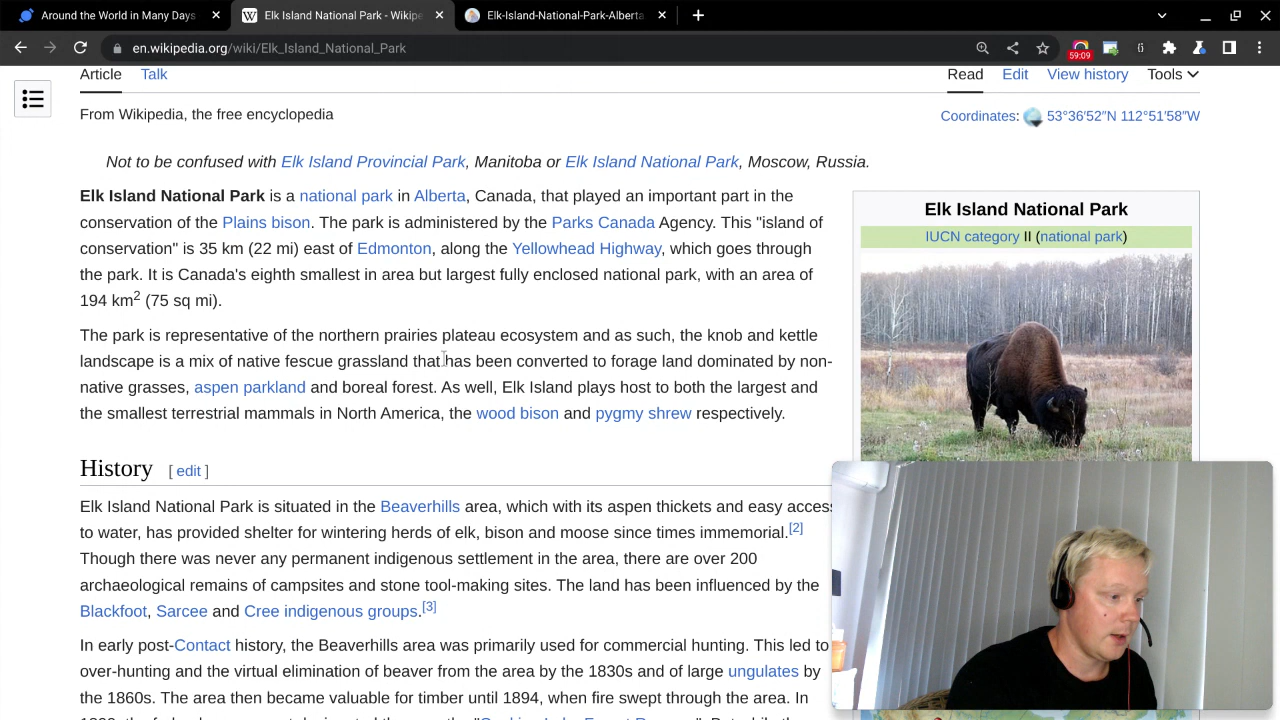 Around the World in Many Days
Elk Island National Park - Wikipe
Elk-Island-National-Park-Alberta
en.wikipedia.org/wiki/Elk_Island_National_Park
59:09
Article Talk Read Edit View history Tools
From Wikipedia, the free encyclopedia
Coordinates: 53°36′52″N 112°51′58″W
Not to be confused with Elk Island Provincial Park, Manitoba or Elk Island National Park, Moscow, Russia.
Elk Island National Park is a national park in Alberta, Canada, that played an important part in the
conservation of the Plains bison. The park is administered by the Parks Canada Agency. This "island of
conservation" is 35 km (22 mi) east of Edmonton, along the Yellowhead Highway, which goes through
the park. It is Canada's eighth smallest in area but largest fully enclosed national park, with an area of
194 km2 (75 sq mi).
The park is representative of the northern prairies plateau ecosystem and as such, the knob and kettle
landscape is a mix of native fescue grassland that has been converted to forage land dominated by non-
native grasses, aspen parkland and boreal forest. As well, Elk Island plays host to both the largest and
the smallest terrestrial mammals in North America, the wood bison and pygmy shrew respectively.
Elk Island National Park
IUCN category II (national park)
History [ edit ]
Elk Island National Park is situated in the Beaverhills area, which with its aspen thickets and easy access
to water, has provided shelter for wintering herds of elk, bison and moose since times immemorial.[2]
Though there was never any permanent indigenous settlement in the area, there are over 200
archaeological remains of campsites and stone tool-making sites. The land has been influenced by the
Blackfoot, Sarcee and Cree indigenous groups.[3]
In early post-Contact history, the Beaverhills area was primarily used for commercial hunting. This led to
over-hunting and the virtual elimination of beaver from the area by the 1830s and of large ungulates by
the 1860s. The area then became valuable for timber until 1894, when fire swept through the area. In